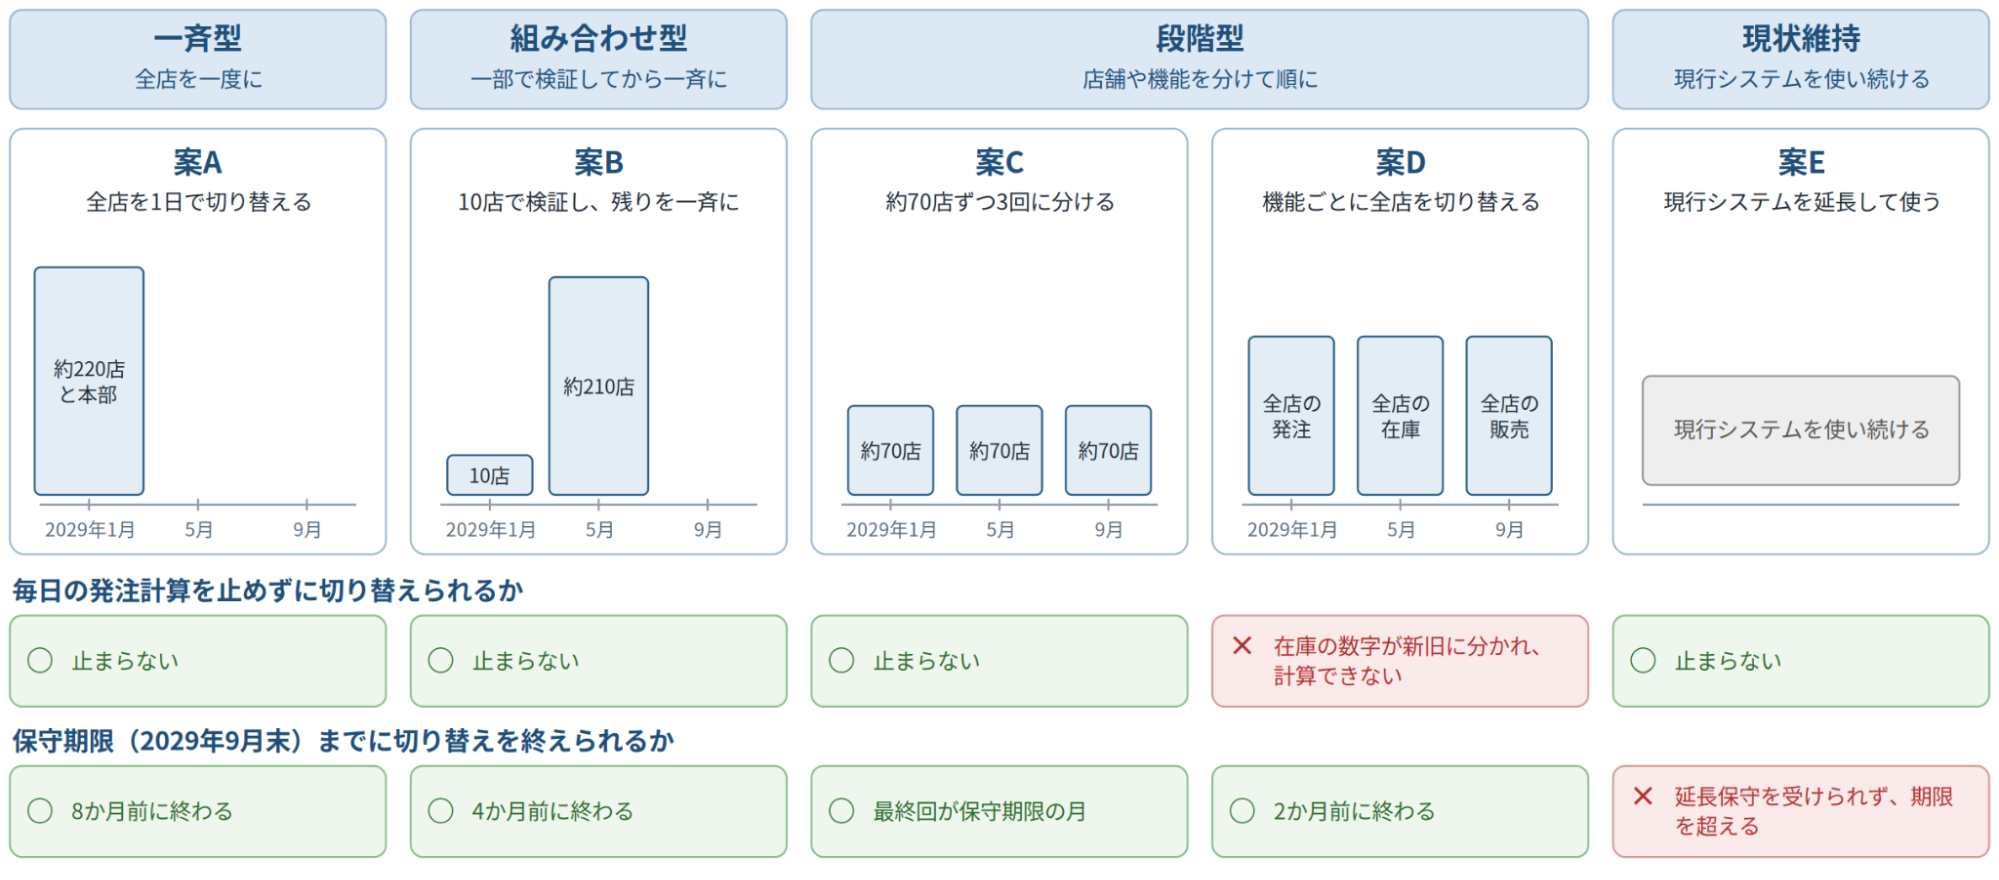 一斉型
全店を一度に
組み合わせ型
一部で検証してから一斉に
段階型
店舗や機能を分けて順に
現状維持
現行システムを使い続ける
案A
全店を1日で切り替える
約220店
と本部
2029年1月
5月
9月
案B
10店で検証し、残りを一斉に
10店
約210店
2029年1月
5月
9月
案C
約70店ずつ3回に分ける
約70店
約70店
約70店
2029年1月
5月
9月
案D
機能ごとに全店を切り替える
全店の
発注
全店の
在庫
全店の
販売
2029年1月
5月
9月
案E
現行システムを延長して使う
現行システムを使い続ける
毎日の発注計算を止めずに切り替えられるか
○ 止まらない
○ 止まらない
○ 止まらない
✕ 在庫の数字が新旧に分かれ、
計算できない
○ 止まらない
保守期限（2029年9月末）までに切り替えを終えられるか
○ 8か月前に終わる
○ 4か月前に終わる
○ 最終回が保守期限の月
○ 2か月前に終わる
✕ 延長保守を受けられず、期限
を超える